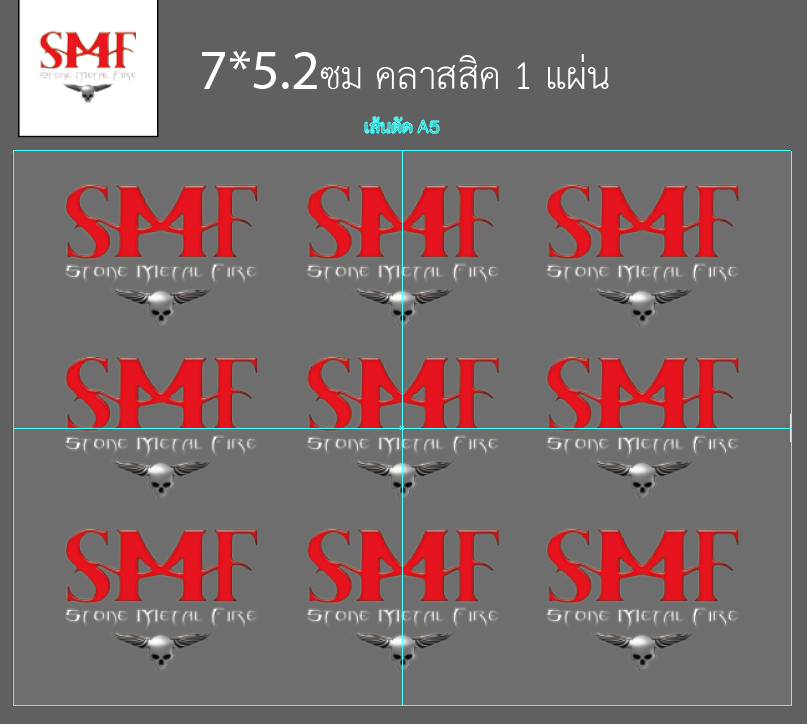 SMF
STONE METAL FIRE
7*5.2ซม คลาสสิค 1 แผ่น
เส้นตัด A5
SMF SMF SMF
STONE METAL FIRE STONE METAL FIRE STONE METAL FIRE
SMF SMF SMF
STONE METAL FIRE STONE METAL FIRE STONE METAL FIRE
SMF SMF SMF
STONE METAL FIRE STONE METAL FIRE STONE METAL FIRE